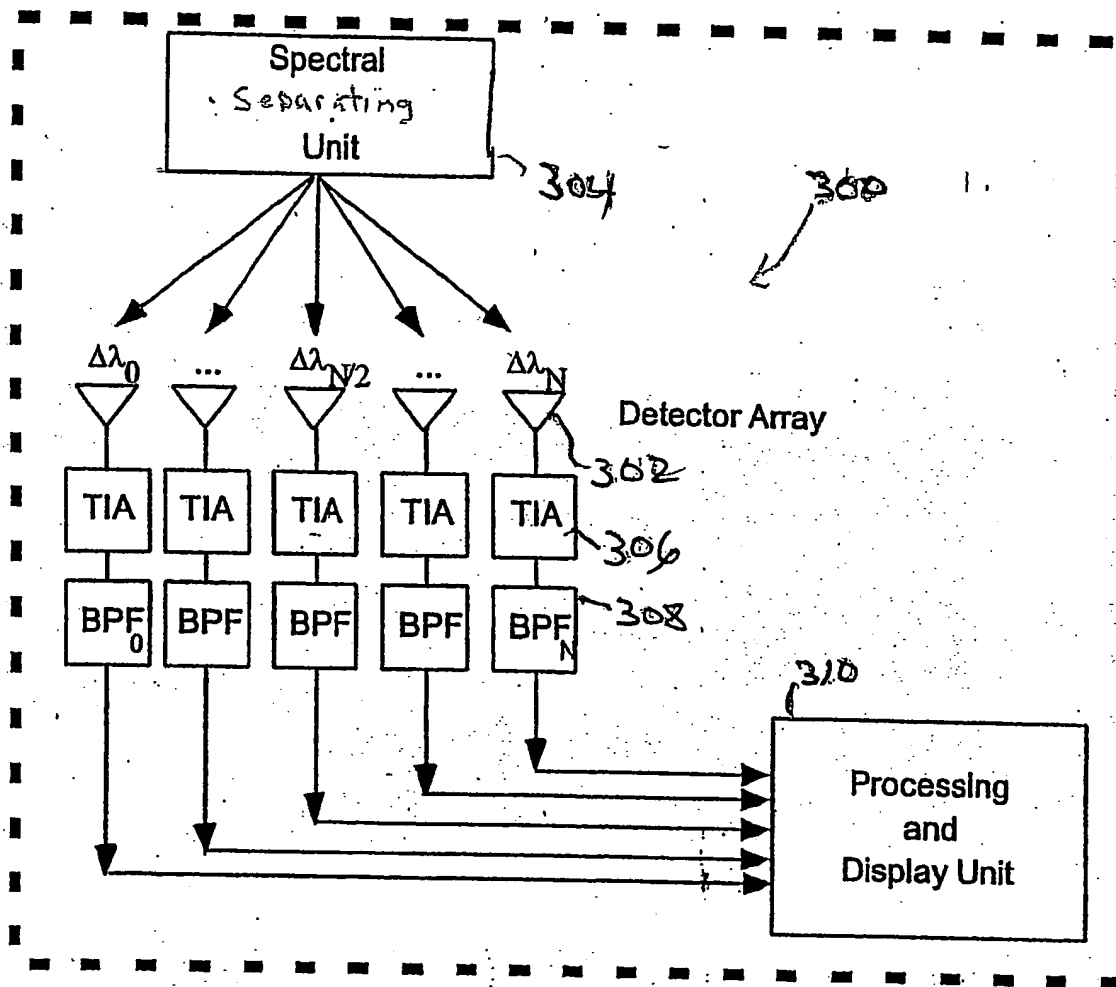 Spectral
Separating
Unit
304
300
Δλ0 ... ΔλN/2 ... ΔλN
Detector Array
302
TIA TIA TIA TIA TIA
306
BPF0 BPF BPF BPF BPFN
308
310
Processing
and
Display Unit